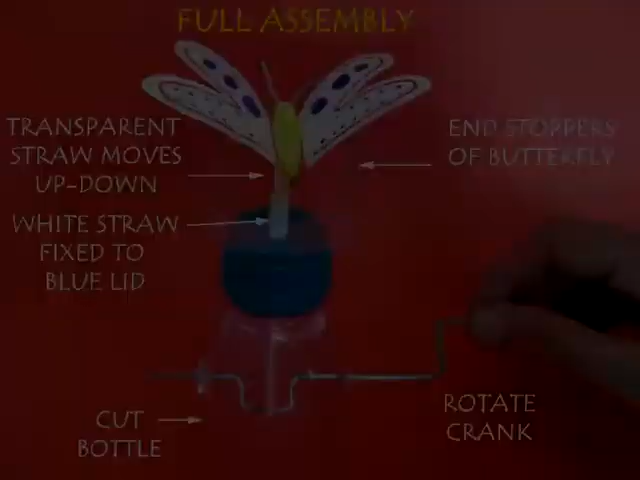 FULL ASSEMBLY
TRANSPARENT
STRAW MOVES
UP-DOWN
END STOPPERS
OF BUTTERFLY
WHITE STRAW
FIXED TO
BLUE LID
CUT
BOTTLE
ROTATE
CRANK